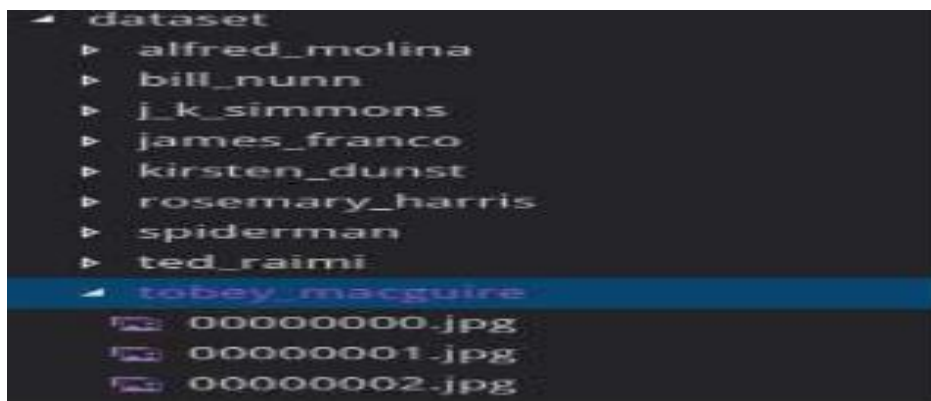 dataset
alfred_molina
bill_nunn
j_k_simmons
james_franco
kirsten_dunst
rosemary_harris
spiderman
ted_raimi
tobey_macguire
00000000.jpg
00000001.jpg
00000002.jpg